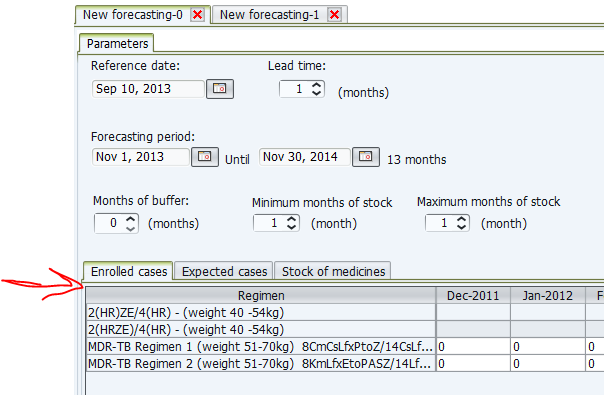 New forecasting-0 New forecasting-1
Parameters
Reference date: Lead time:
Sep 10, 2013 1 (months)
Forecasting period:
Nov 1, 2013 Until Nov 30, 2014 13 months
Months of buffer: Minimum months of stock Maximum months of stock
0 (months) 1 (month) 1 (month)
Enrolled cases Expected cases Stock of medicines
Regimen Dec-2011 Jan-2012 F
2(HR)ZE/4(HR) - (weight 40 -54kg)
2(HRZE)/4(HR) - (weight 40 -54kg)
MDR-TB Regimen 1 (weight 51-70kg) 8CmCsLfxPtoZ/14CsLf... 0 0 0
MDR-TB Regimen 2 (weight 51-70kg) 8KmLfxEtoPASZ/14Lf... 0 0 0